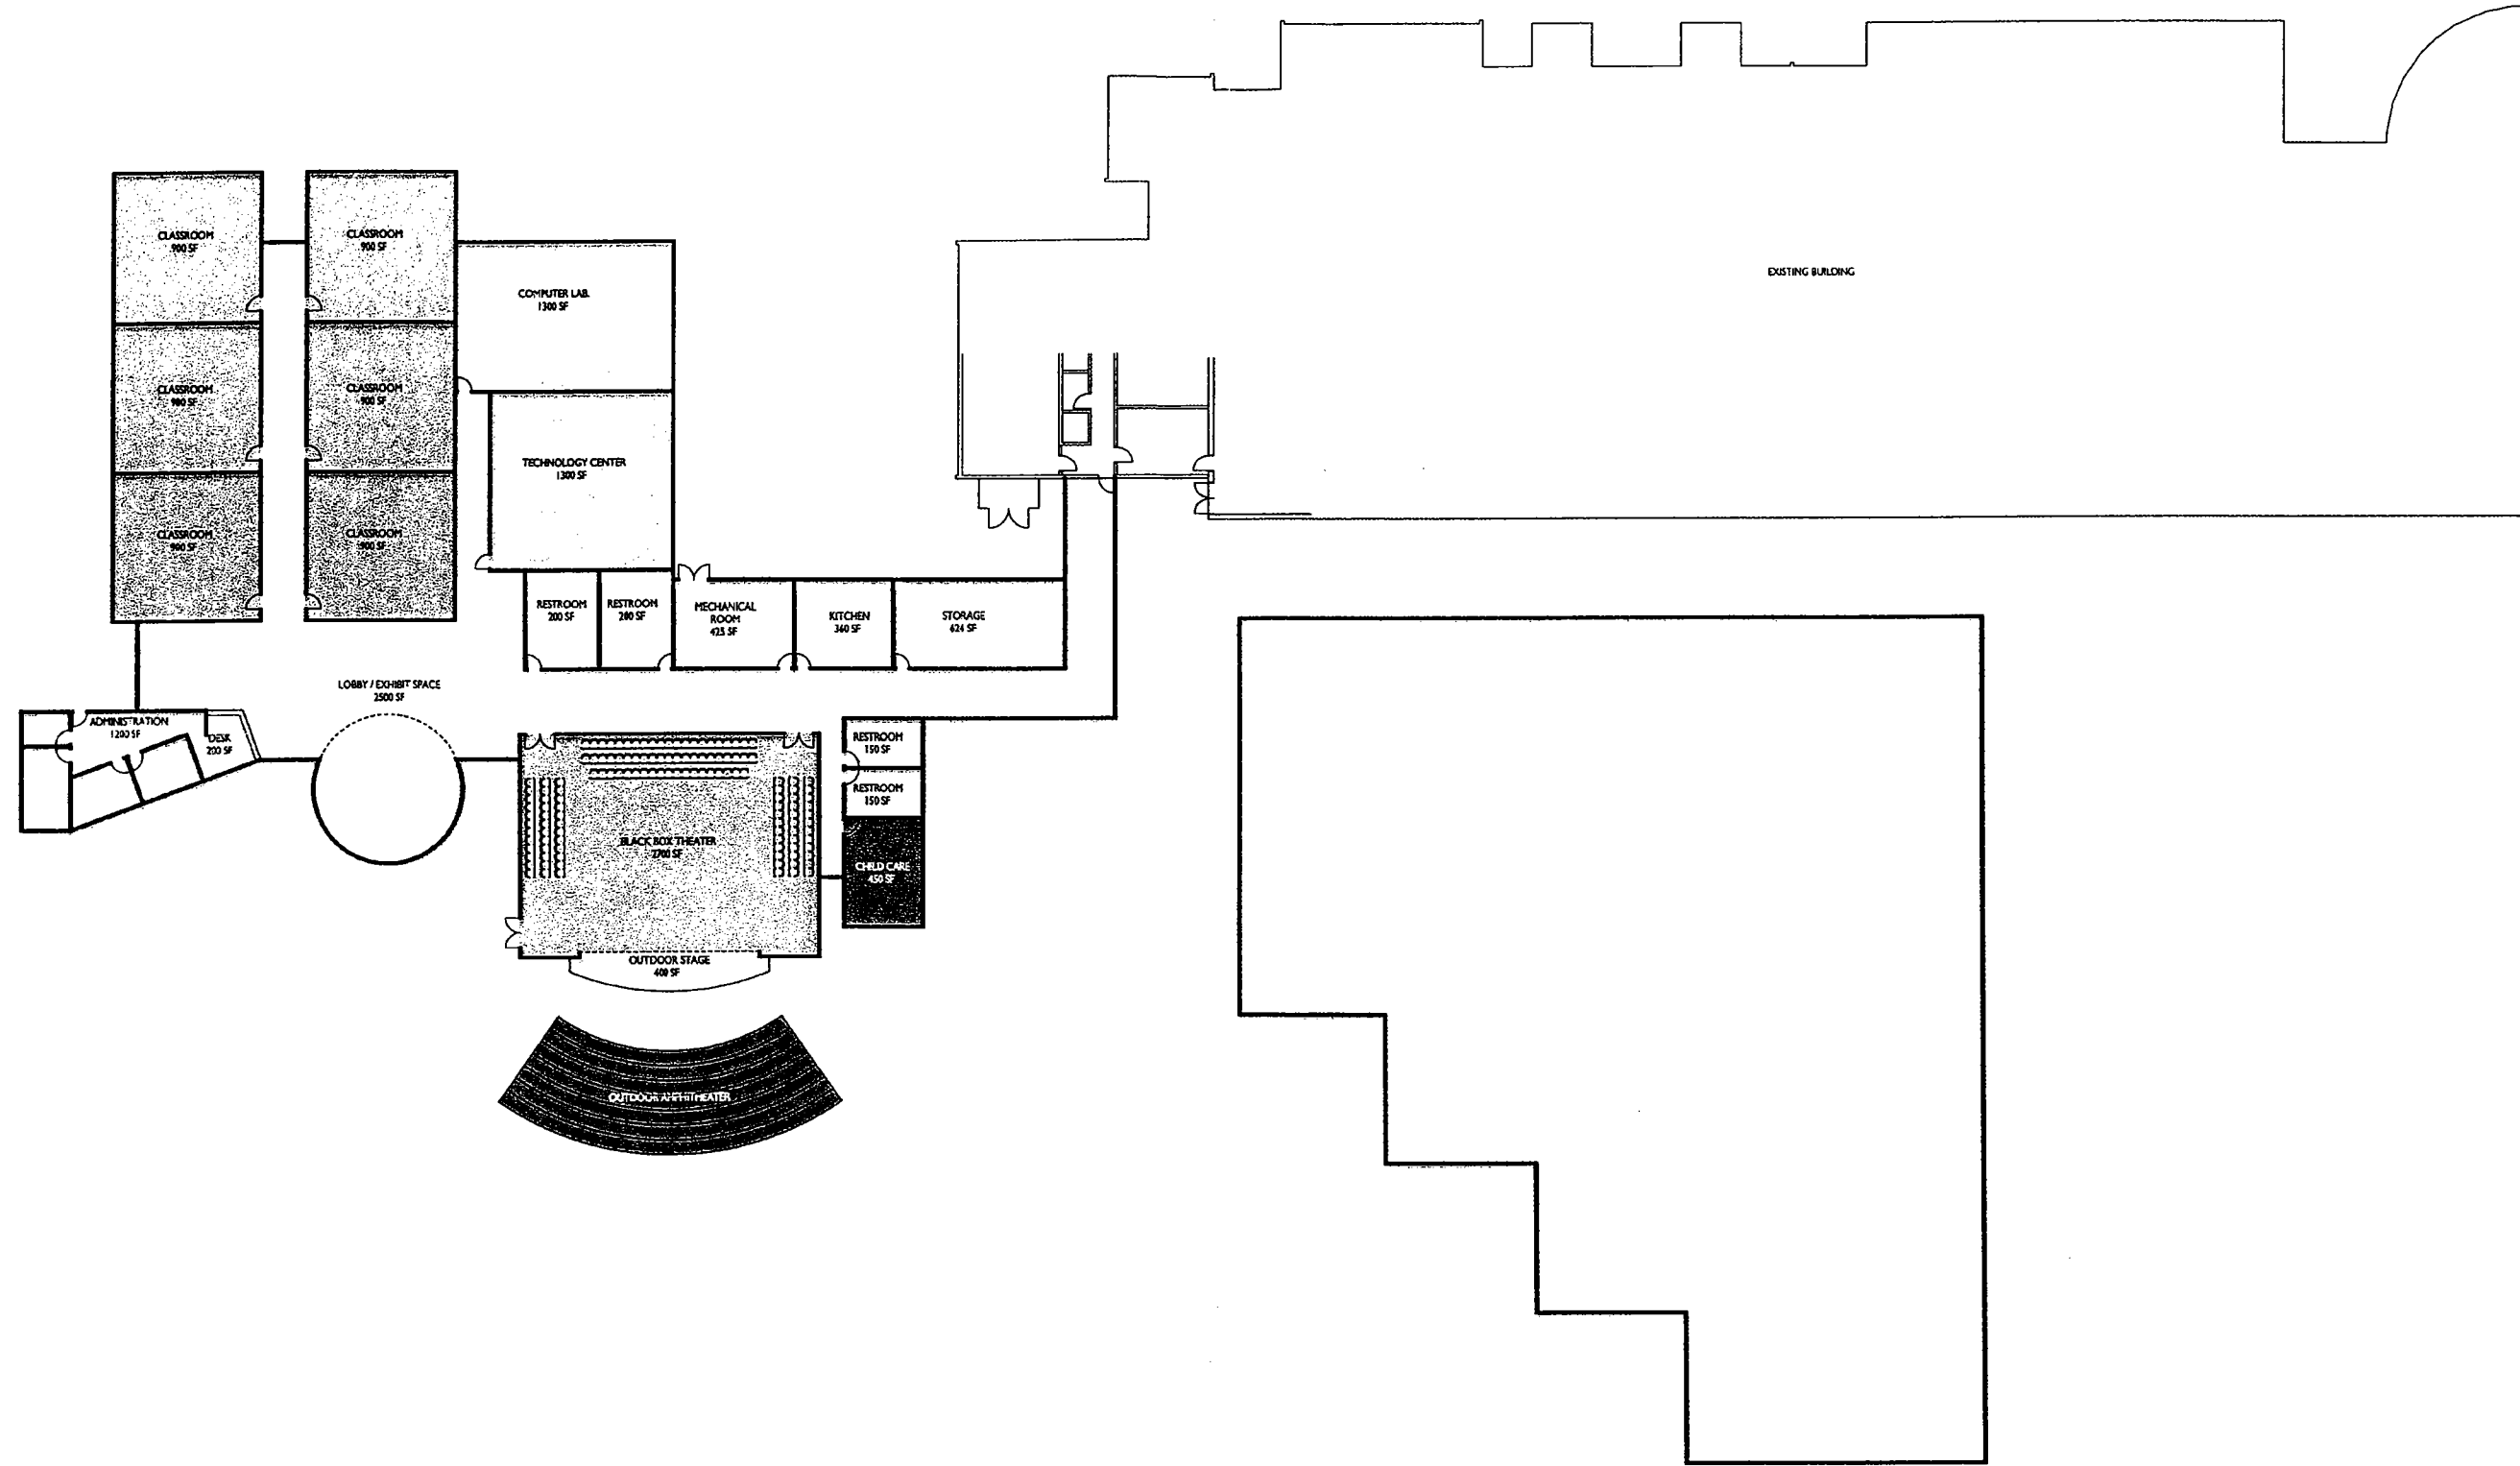 EXISTING BUILDING
CLASSROOM
900 SF
CLASSROOM
900 SF
COMPUTER LAB.
1300 SF
CLASSROOM
900 SF
CLASSROOM
900 SF
TECHNOLOGY CENTER
1300 SF
CLASSROOM
900 SF
CLASSROOM
900 SF
RESTROOM
200 SF
RESTROOM
200 SF
MECHANICAL
ROOM
425 SF
KITCHEN
360 SF
STORAGE
624 SF
LOBBY / EXHIBIT SPACE
2500 SF
ADMINISTRATION
1200 SF
DESK
200 SF
RESTROOM
150 SF
RESTROOM
150 SF
BLACK BOX THEATER
2700 SF
CHILD CARE
450 SF
OUTDOOR STAGE
400 SF
OUTDOOR AMPHITHEATER